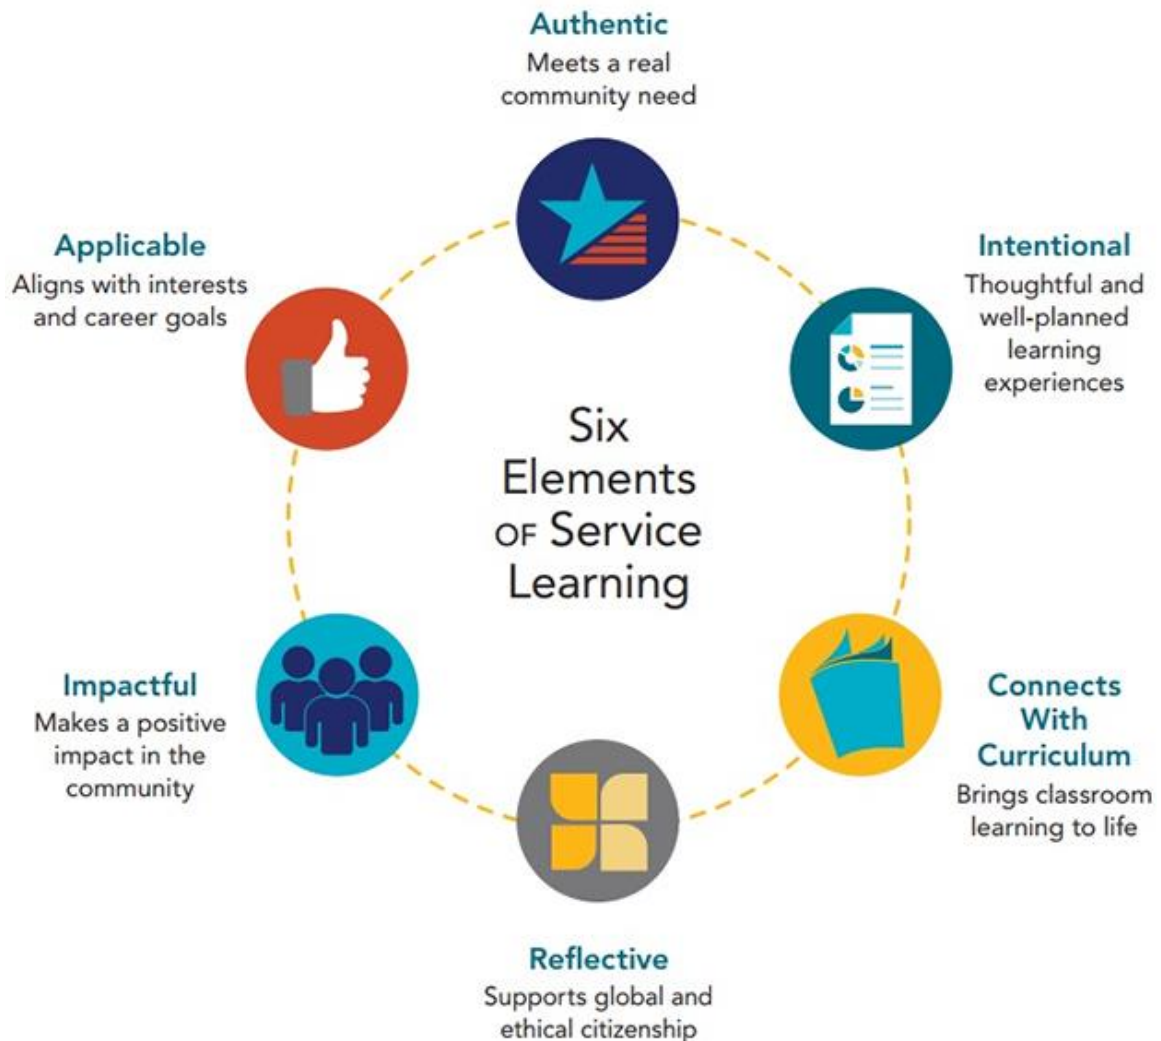 Authentic
Meets a real
community need
Intentional
Thoughtful and
well-planned
learning
experiences
Connects
With
Curriculum
Brings classroom
learning to life
Reflective
Supports global and
ethical citizenship
Impactful
Makes a positive
impact in the
community
Applicable
Aligns with interests
and career goals
Six
Elements
OF Service
Learning